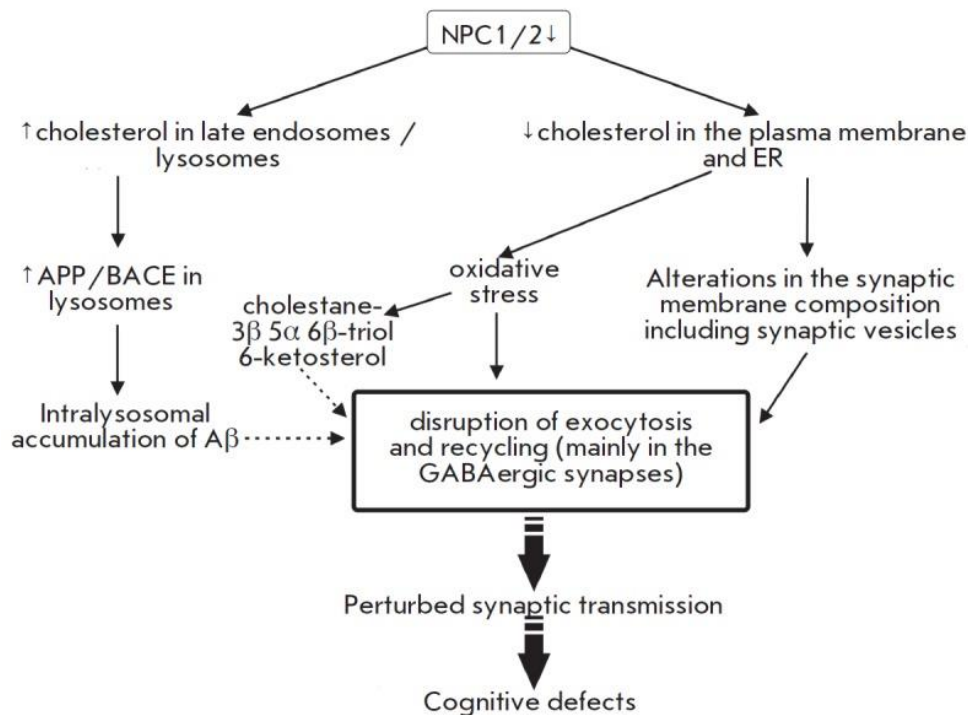 NPC1/2↓
↑cholesterol in late endosomes /
lysosomes
↓cholesterol in the plasma membrane
and ER
↑APP/BACE in
lysosomes
oxidative
stress
cholestane-
3β 5α 6β-triol
6-ketosterol
Alterations in the synaptic
membrane composition
including synaptic vesicles
Intralysosomal
accumulation of Aβ
disruption of exocytosis
and recycling (mainly in the
GABAergic synapses)
Perturbed synaptic transmission
Cognitive defects